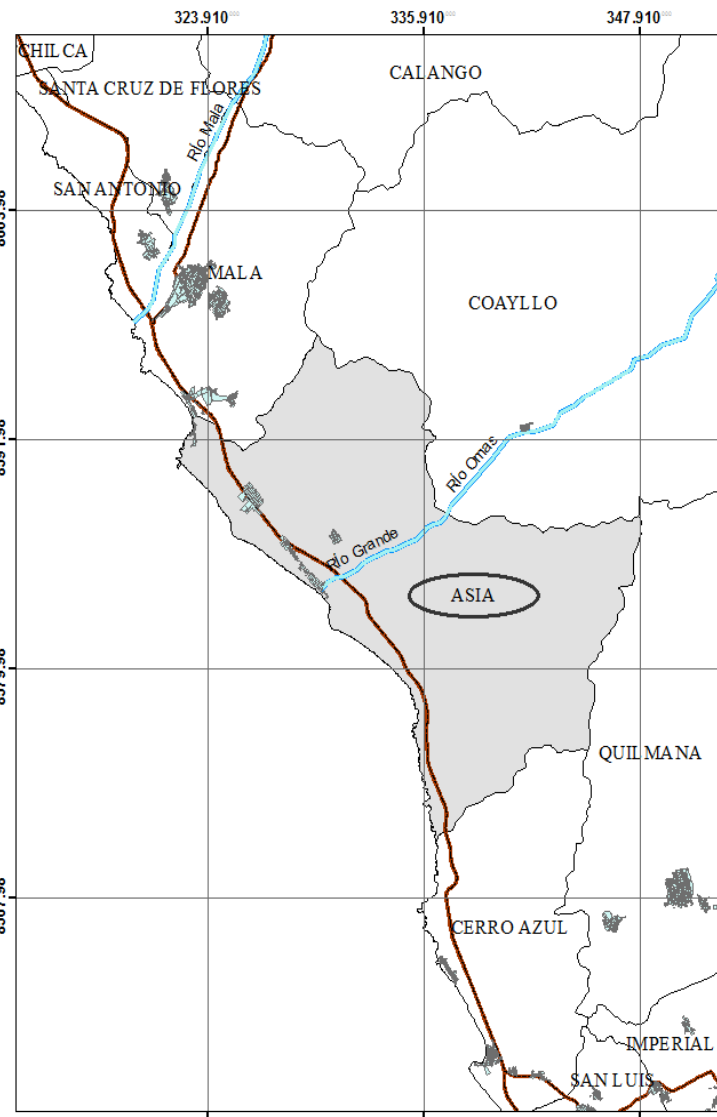 323.910
335.910
347.910
CHILCA
CALANGO
SANTA CRUZ DE FLORES
Río Mala
SAN ANTONIO
MALA
COAYLLO
Río Omas
Río Grande
ASIA
QUILMANA
CERRO AZUL
IMPERIAL
SAN LUIS